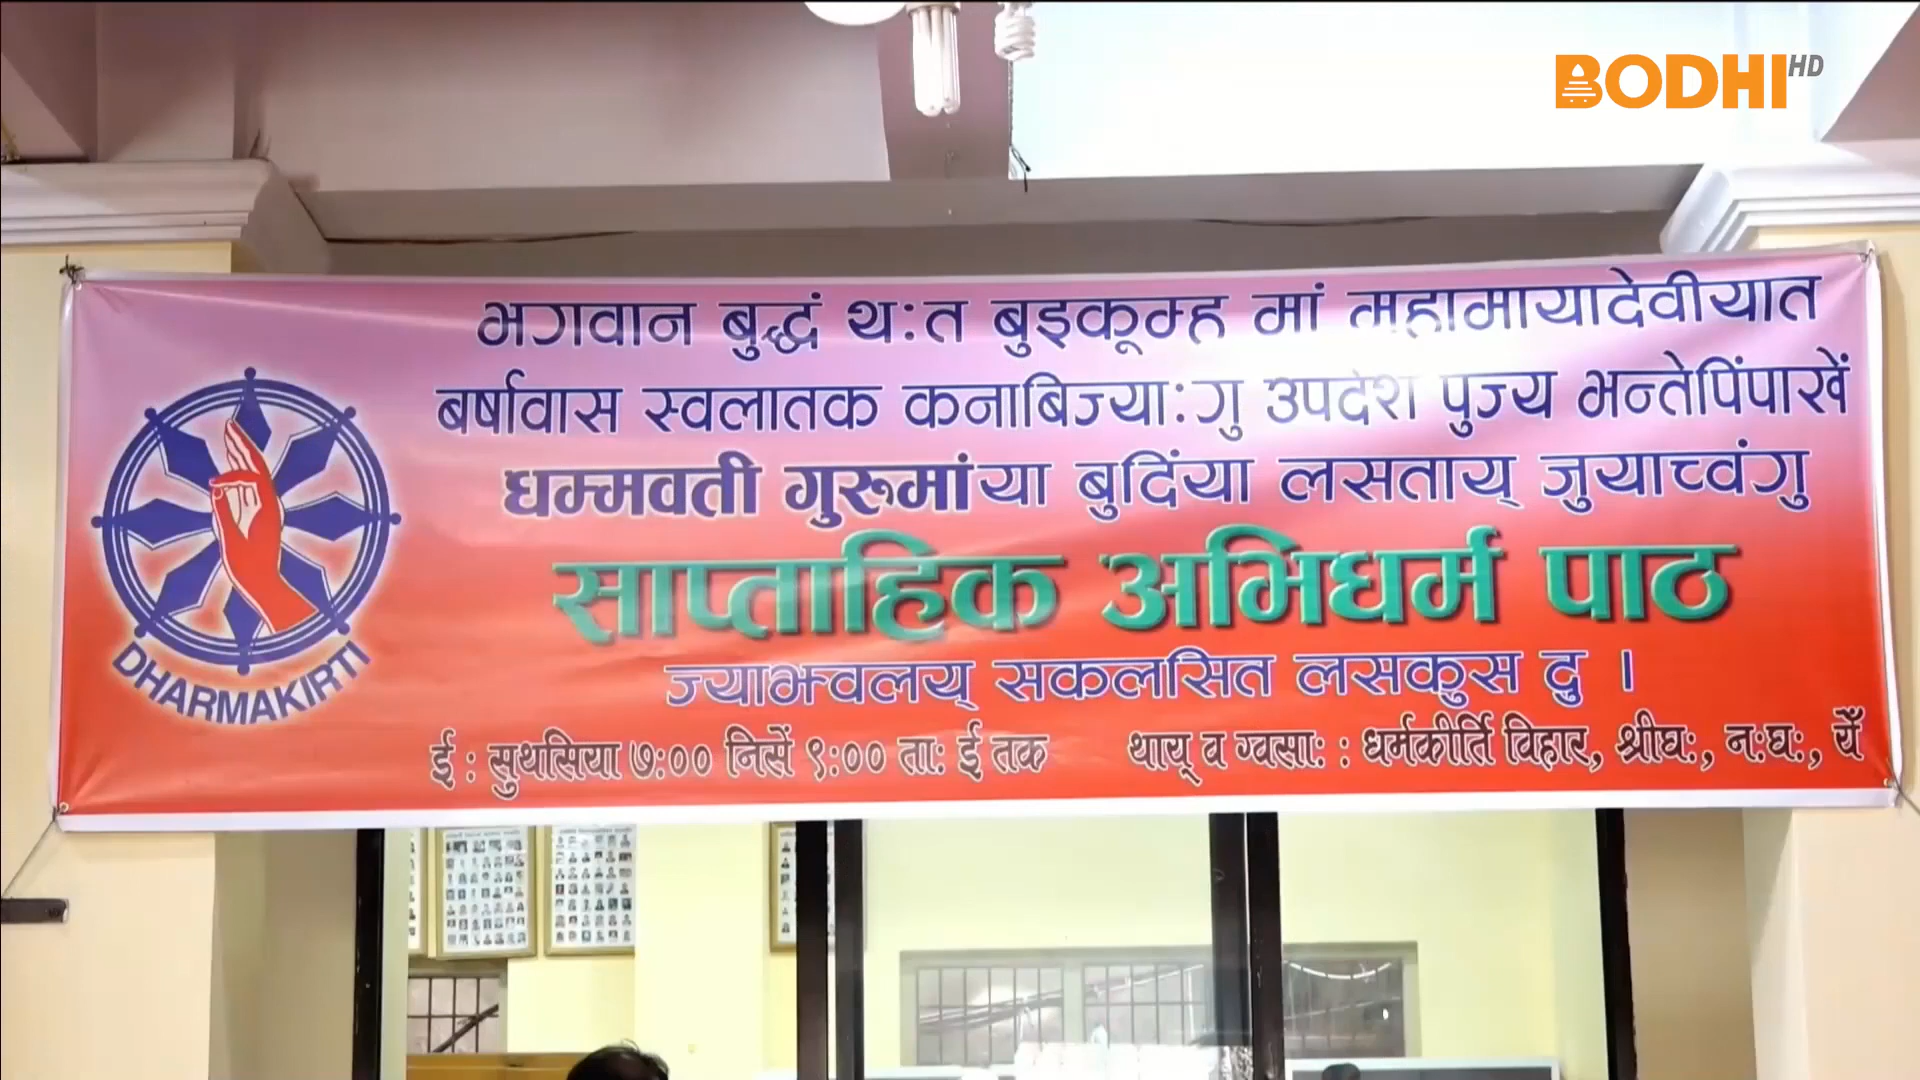 BODHI HD
भगवान बुद्धं थःत बुइकूम्ह मां महामायादेवीयात
बर्षावास स्वलातक कनाबिज्याःगु उपदेश पुज्य भन्तेपिंपाखें
धम्मवती गुरुमांया बुदिंया लसताय् जुयाच्वंगु
साप्ताहिक अभिधर्म पाठ
ज्याझ्वलय् सकलसित लसकुस दु ।
ई : सुथसिया ७:०० निसें ९:०० ताः ई तक थाय् व ग्वसाः : धर्मकीर्ति विहार, श्रीघः, नःघः, येँ
DHARMAKIRTI